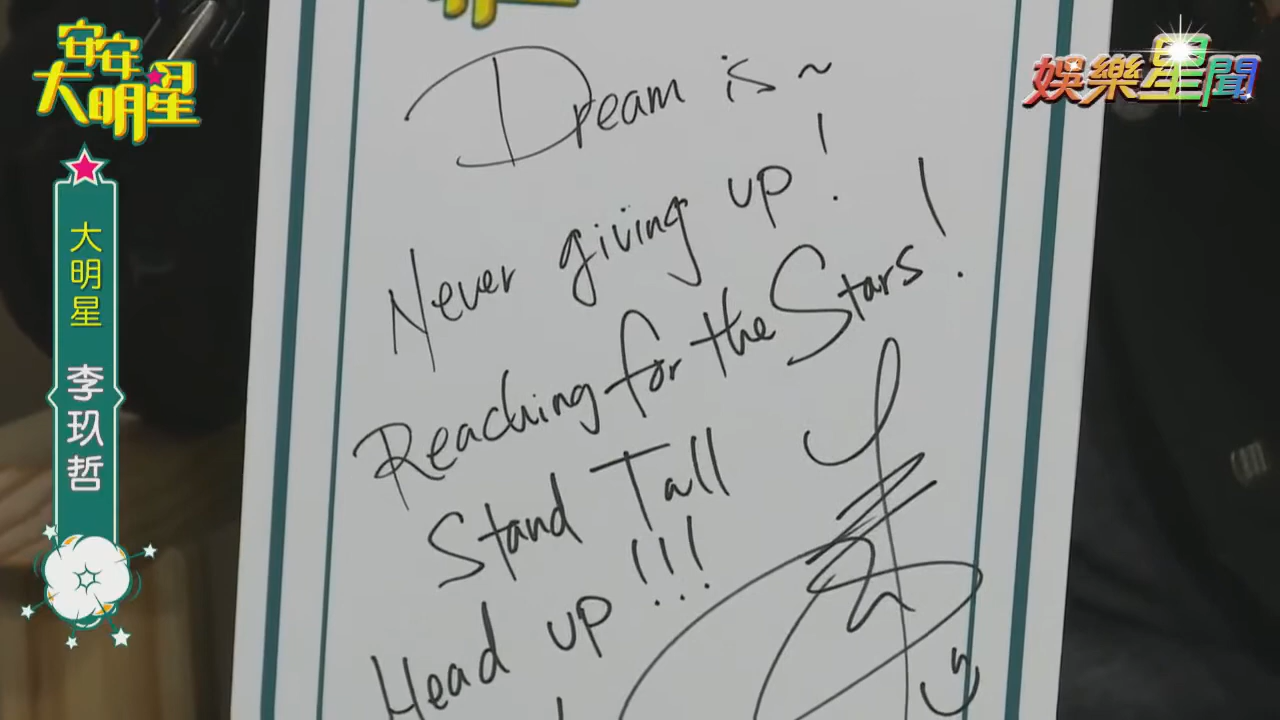 安安
大明星
娛樂星聞
大明星 李玖哲
Dream is ~
Never giving up!
Reaching for the Stars!
Stand Tall
Head up !!!